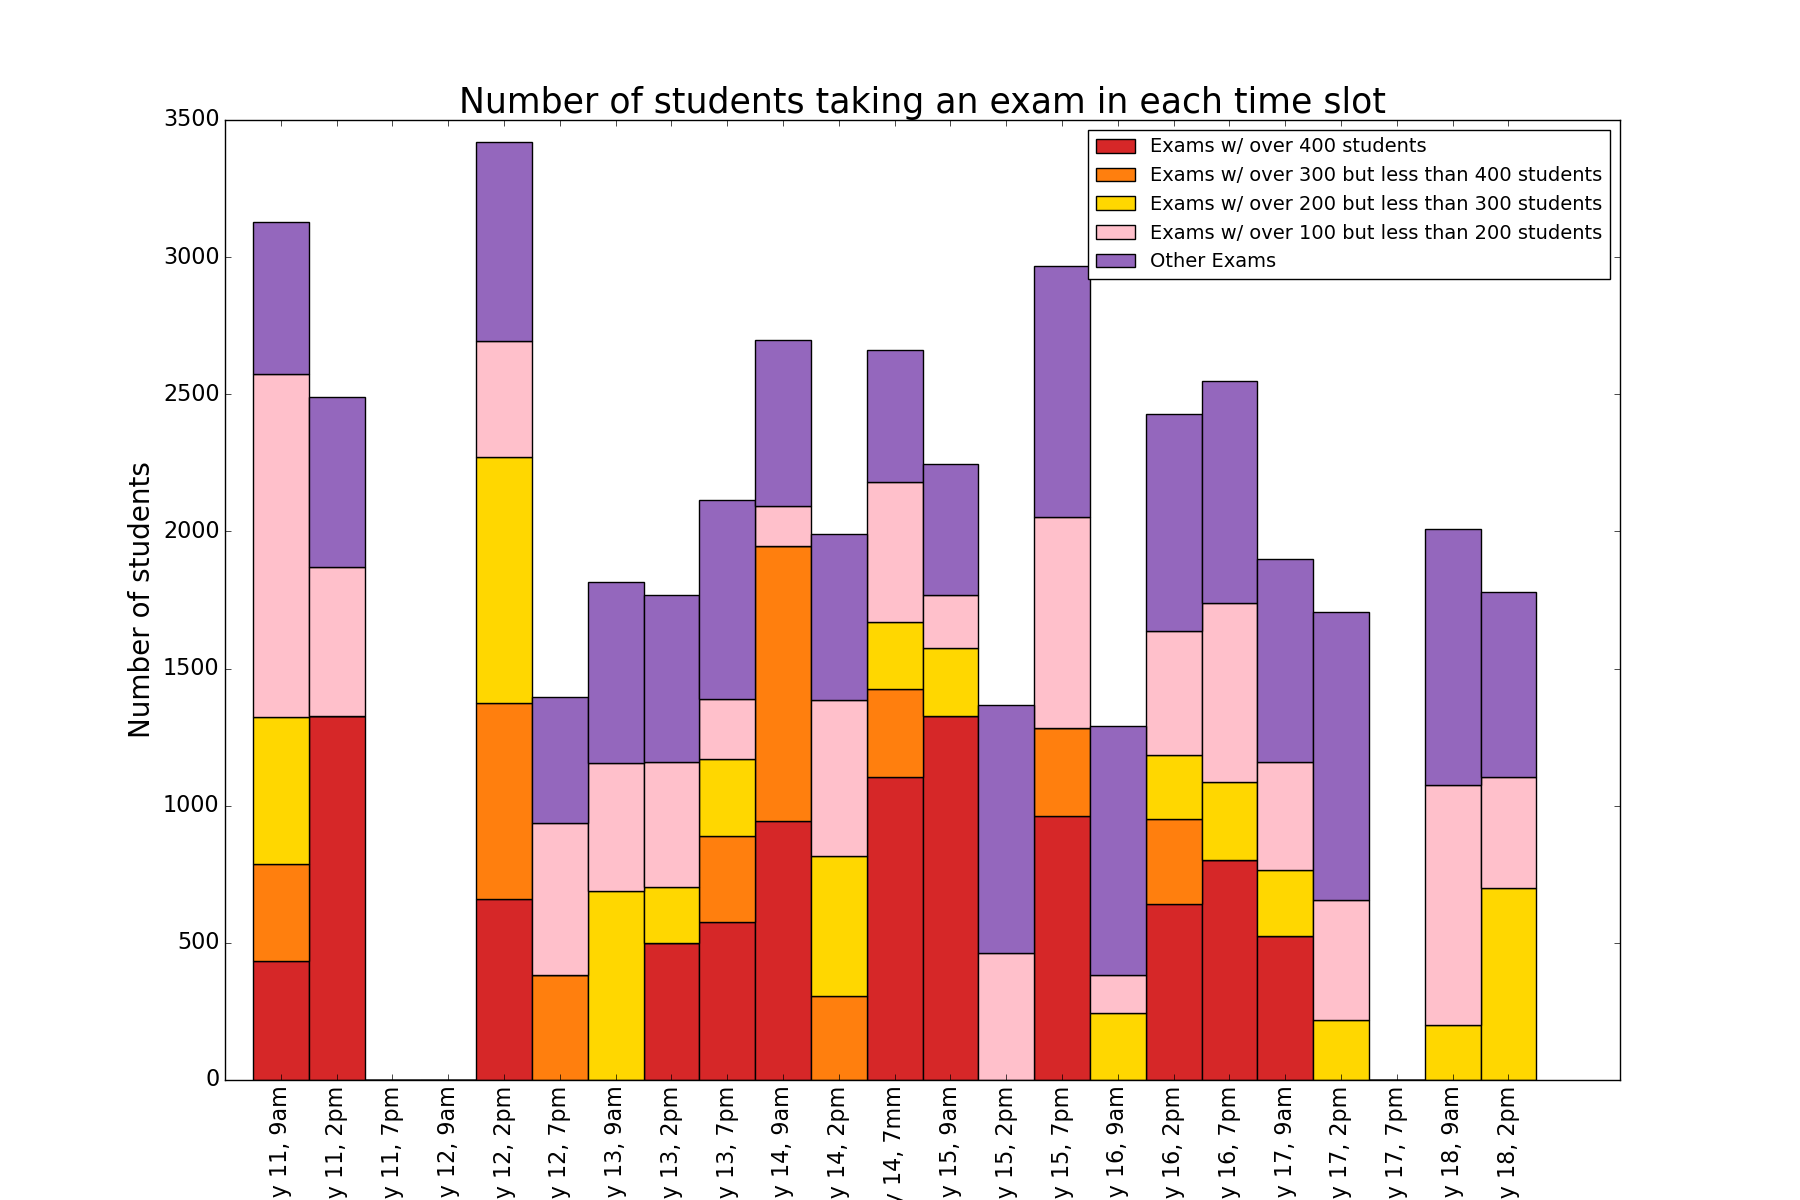 Number of students taking an exam in each time slot
Exams w/ over 400 students
Exams w/ over 300 but less than 400 students
Exams w/ over 200 but less than 300 students
Exams w/ over 100 but less than 200 students
Other Exams
Number of students
3500
3000
2500
2000
1500
1000
500
0
y 11, 9am
y 11, 2pm
y 11, 7pm
y 12, 9am
y 12, 2pm
y 12, 7pm
y 13, 9am
y 13, 2pm
y 13, 7pm
y 14, 9am
y 14, 2pm
y 14, 7mm
y 15, 9am
y 15, 2pm
y 15, 7pm
y 16, 9am
y 16, 2pm
y 16, 7pm
y 17, 9am
y 17, 2pm
y 17, 7pm
y 18, 9am
y 18, 2pm